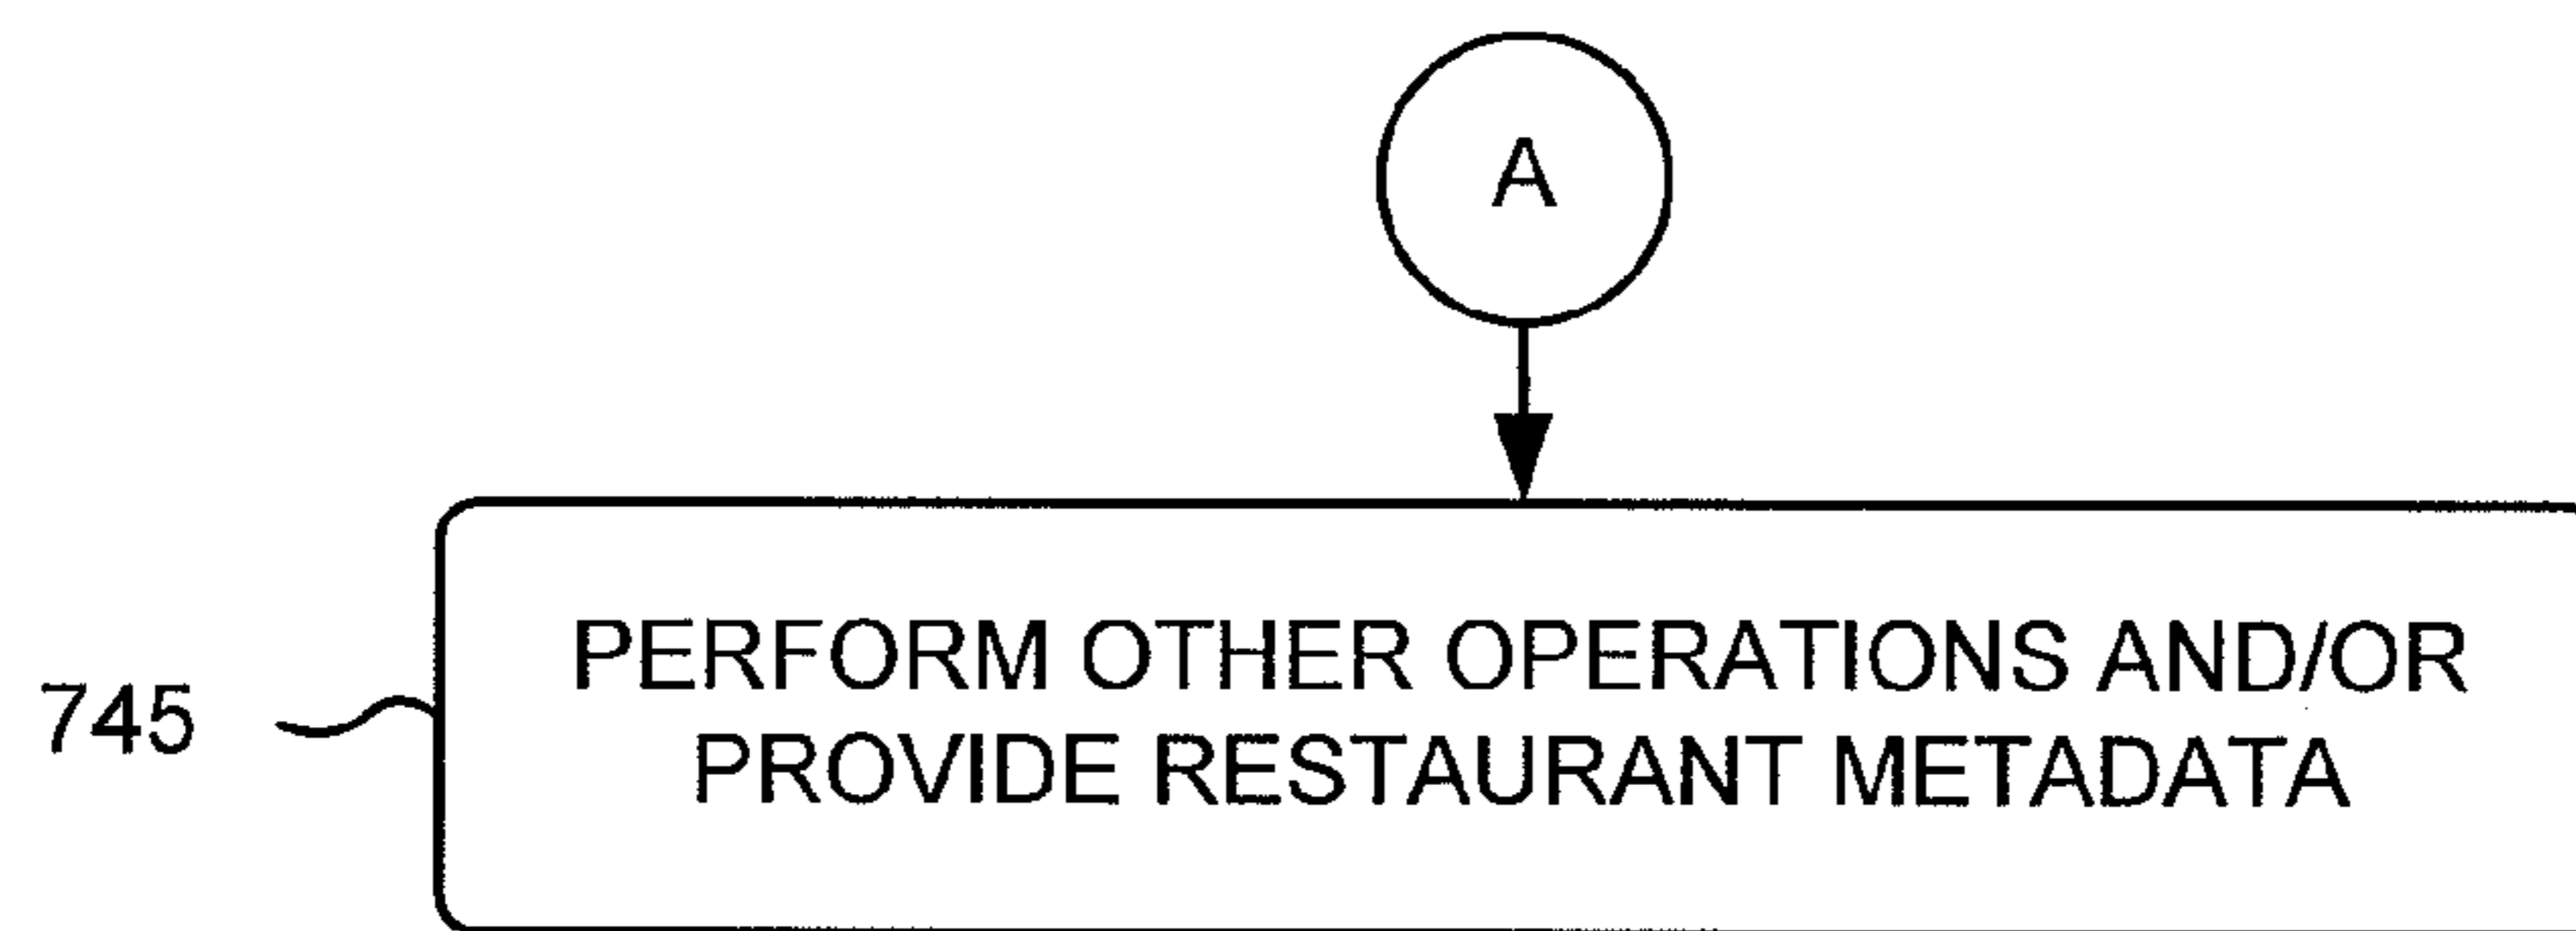 A
PERFORM OTHER OPERATIONS AND/OR
745
PROVIDE RESTAURANT METADATA